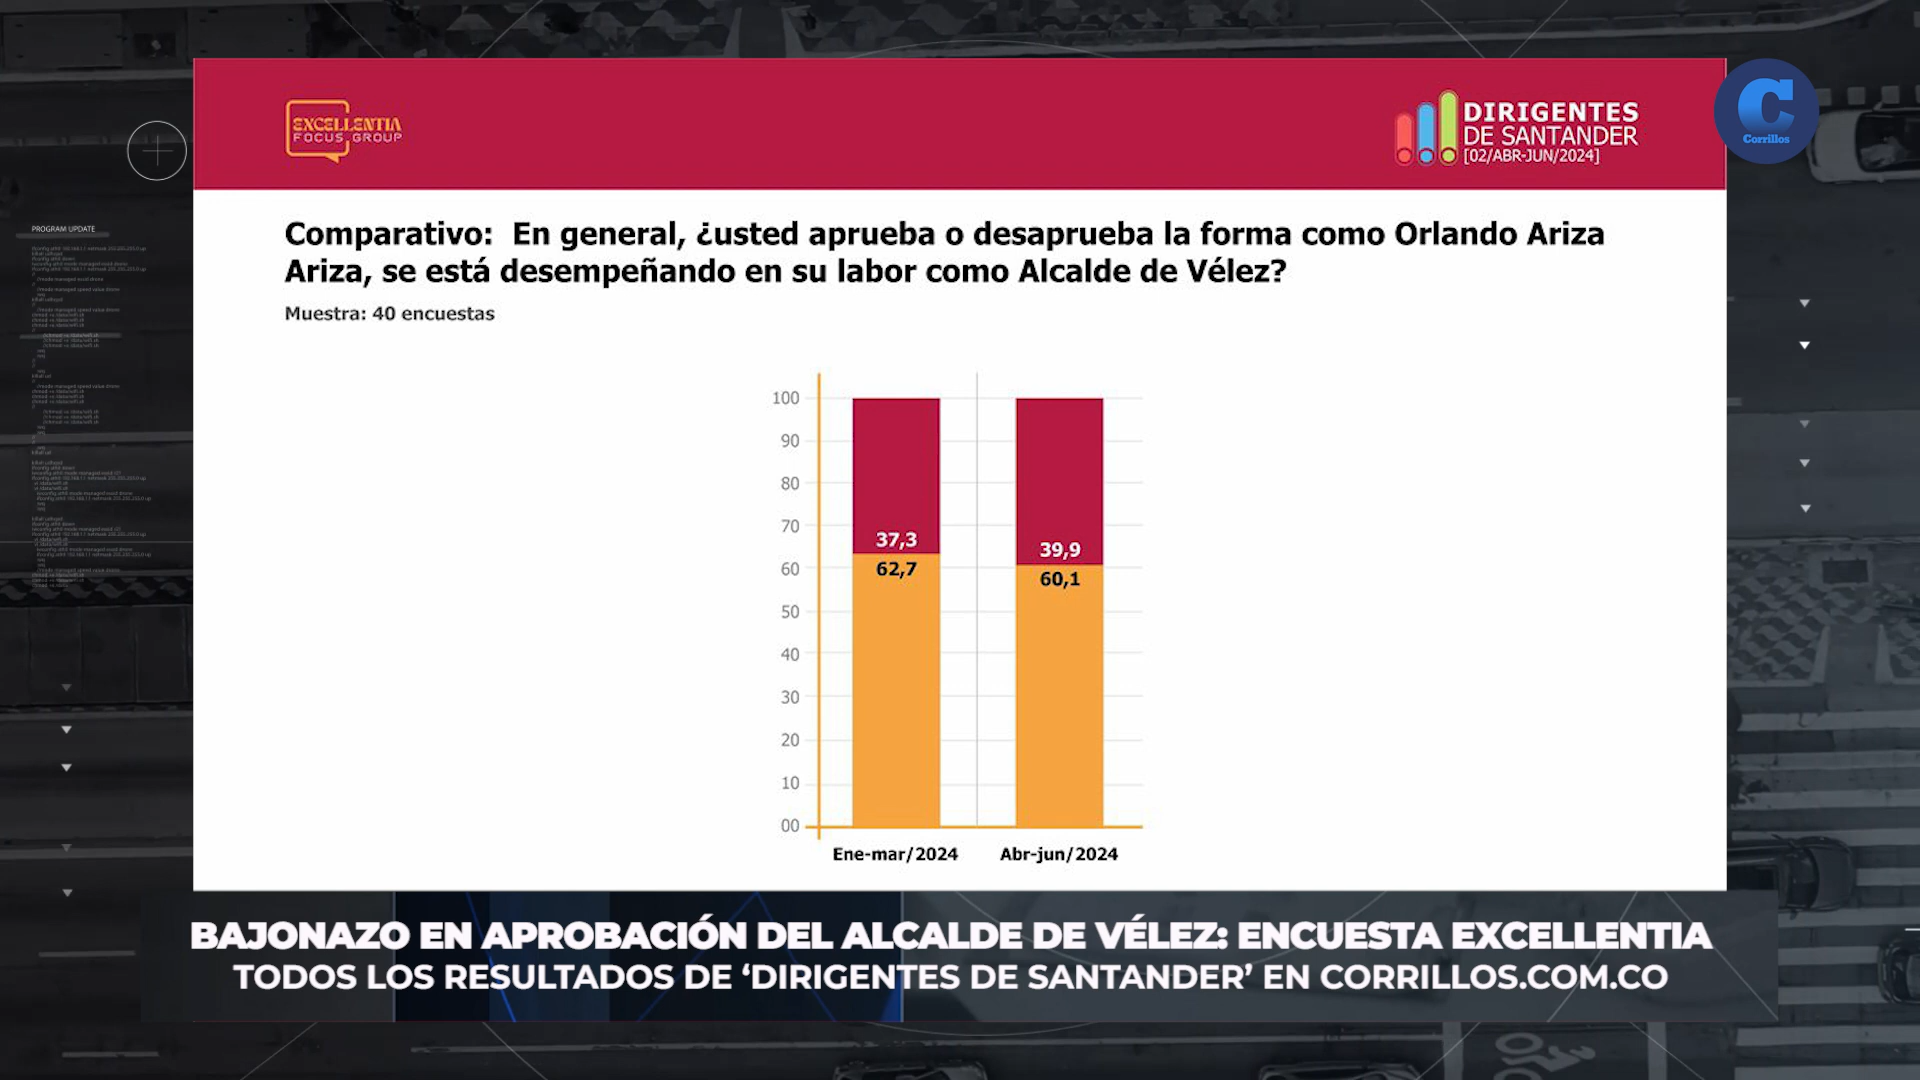 EXCELLENTIA
FOCUS GROUP
DIRIGENTES
DE SANTANDER
[02/ABR-JUN/2024]
C
Corrillos
PROGRAM UPDATE
Comparativo: En general, ¿usted aprueba o desaprueba la forma como Orlando Ariza
Ariza, se está desempeñando en su labor como Alcalde de Vélez?
Muestra: 40 encuestas
100
90
80
70
60
50
40
30
20
10
00
37,3
62,7
39,9
60,1
Ene-mar/2024
Abr-jun/2024
BAJONAZO EN APROBACIÓN DEL ALCALDE DE VÉLEZ: ENCUESTA EXCELLENTIA
TODOS LOS RESULTADOS DE ‘DIRIGENTES DE SANTANDER’ EN CORRILLOS.COM.CO